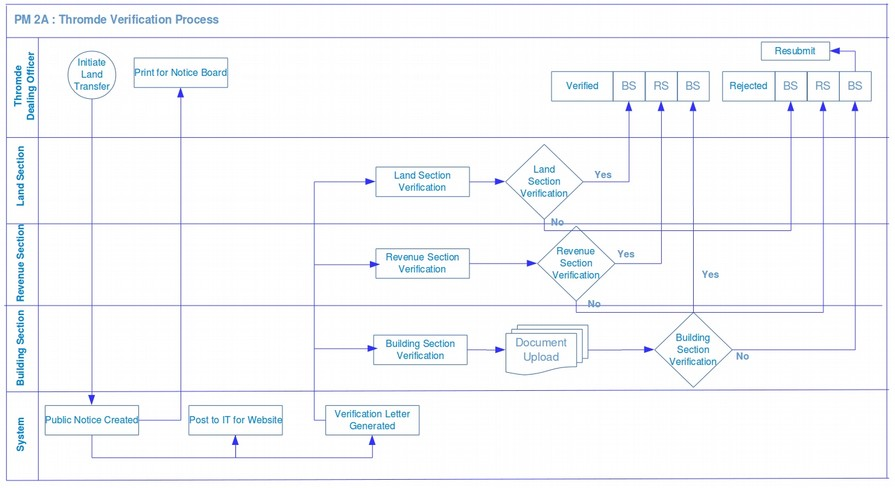 PM 2A : Thromde Verification Process
Thromde
Dealing Officer
Initiate
Land
Transfer
Print for Notice Board
Resubmit
Verified
BS
RS
BS
Rejected
BS
RS
BS
Land Section
Land Section
Verification
Land
Section
Verification
Yes
No
Revenue Section
Revenue Section
Verification
Revenue
Section
Verification
Yes
No
Yes
Building Section
Building Section
Verification
Document
Upload
Building
Section
Verification
No
System
Public Notice Created
Post to IT for Website
Verification Letter
Generated